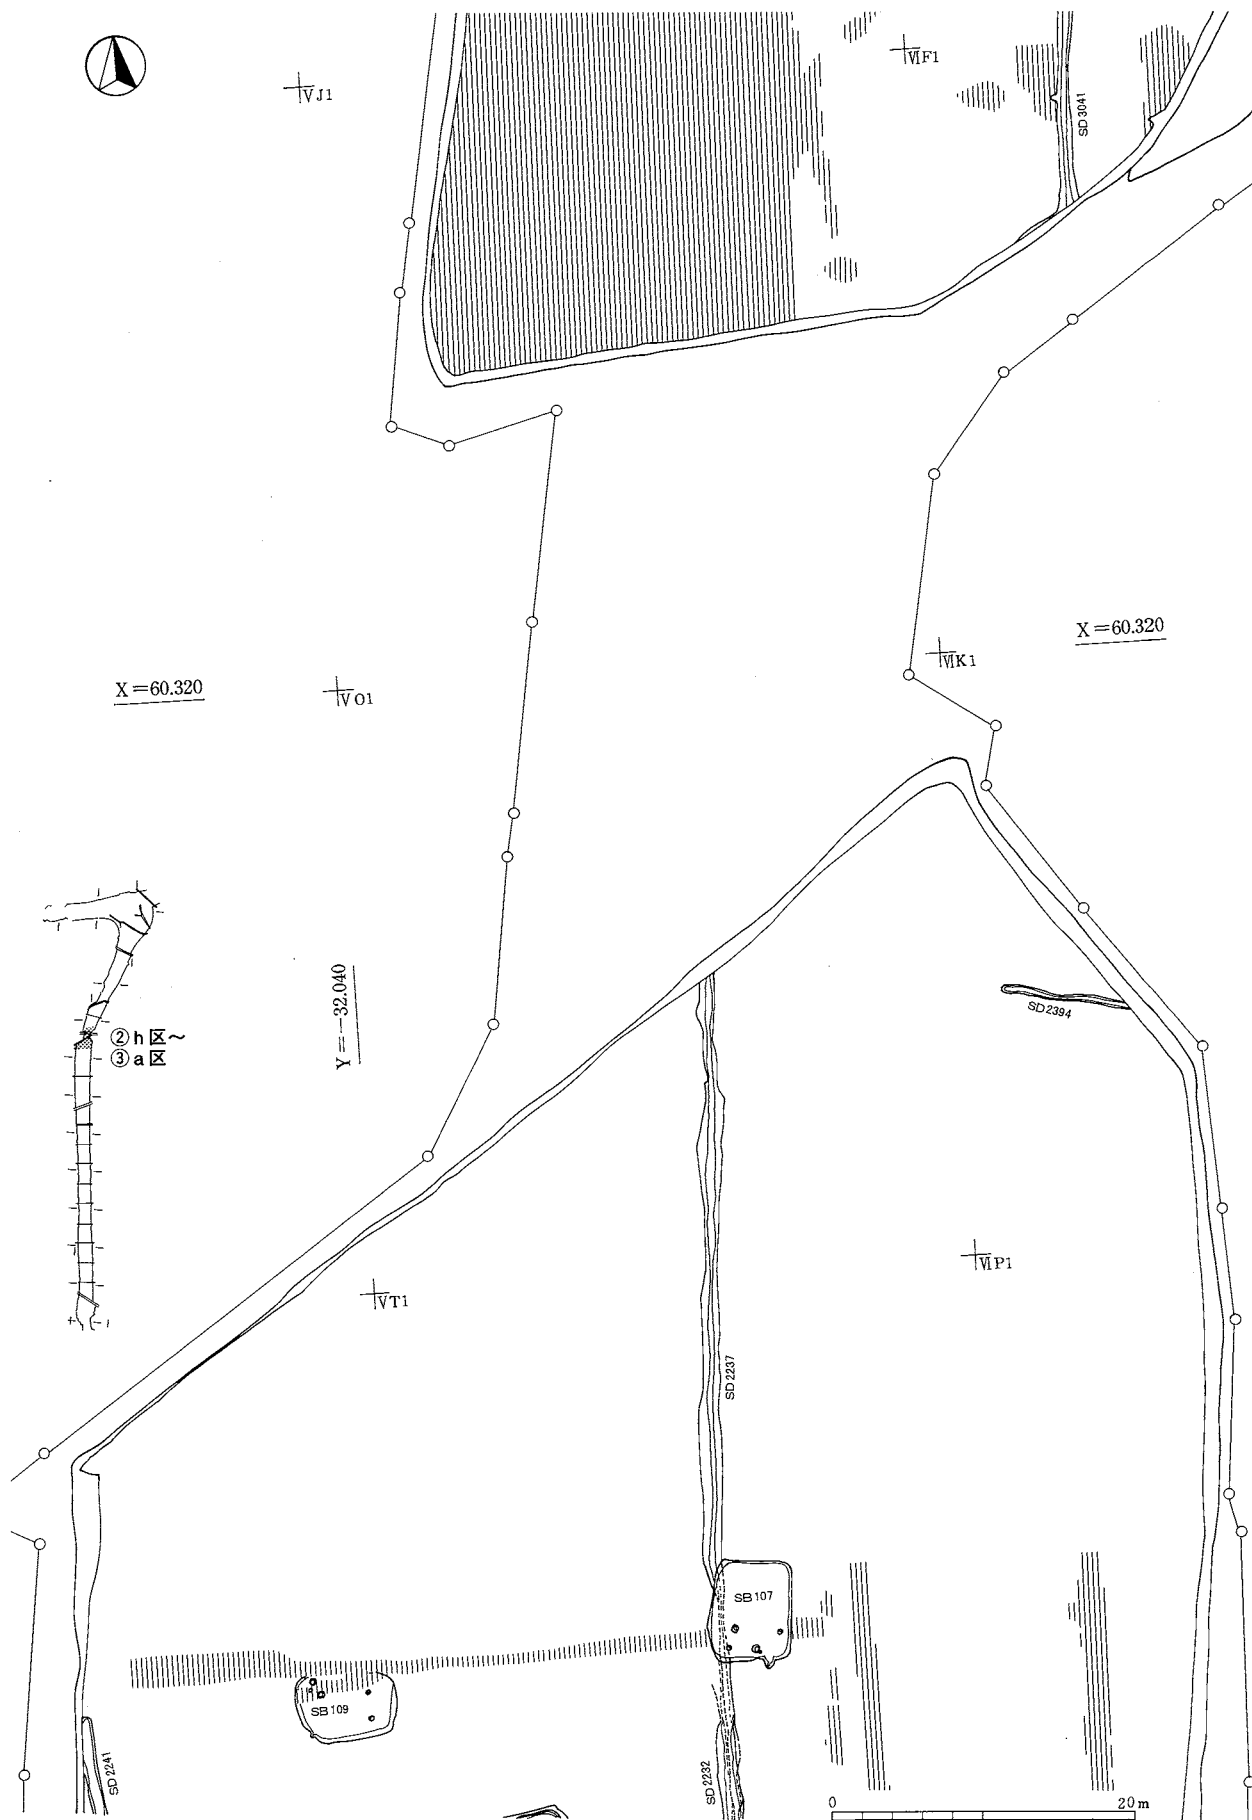 ⅥF1
VJ1
SD3041
X=60.320
ⅥK1
X=60.320
VO1
Y=-32.040
SD2394
②h区~
③a区
ⅥP1
VT1
SD2237
SB107
SB109
SD2241
SD2232
0 20m